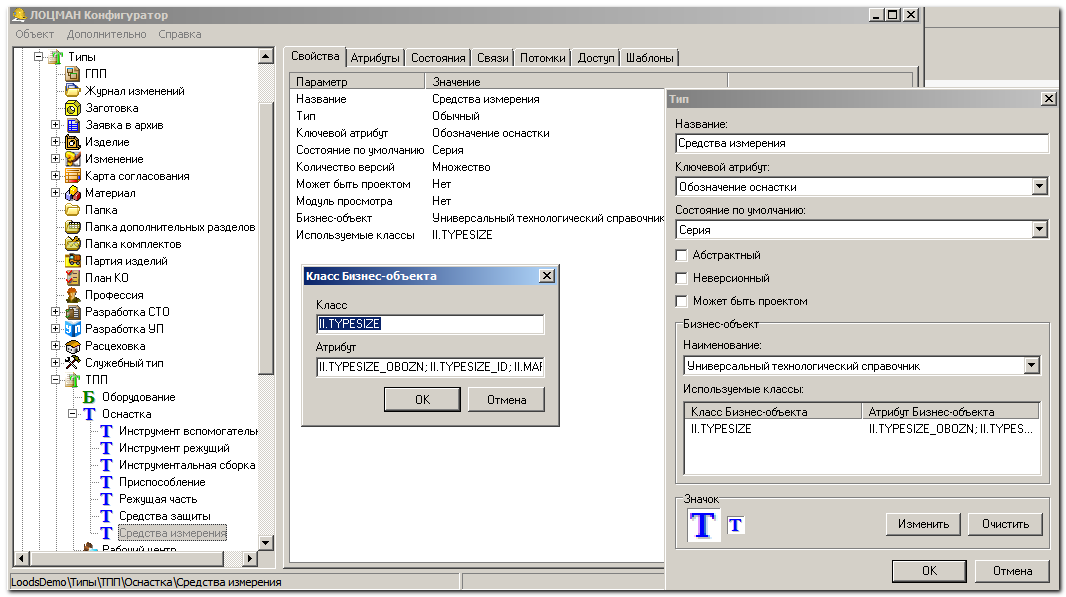 ЛОЦМАН Конфигуратор
Объект Дополнительно Справка
Типы
ГПП
Журнал изменений
Заготовка
Заявка в архив
Изделие
Изменение
Карта согласования
Материал
Папка
Папка дополнительных разделов
Папка комплектов
Партия изделий
План КО
Профессия
Разработка СТО
Разработка УП
Расцеховка
Служебный тип
ТПП
Оборудование
Оснастка
Инструмент вспомогательн
Инструмент режущий
Инструментальная сборка
Приспособление
Режущая часть
Средства защиты
Средства измерения
Рабочий центр
LoodsDemo\Типы\ТПП\Оснастка\Средства измерения
Свойства Атрибуты Состояния Связи Потомки Доступ Шаблоны
Параметр Значение
Название Средства измерения
Тип Обычный
Ключевой атрибут Обозначение оснастки
Состояние по умолчанию Серия
Количество версий Множество
Может быть проектом Нет
Модуль просмотра Нет
Бизнес-объект Универсальный технологический справочник
Используемые классы II.TYPESIZE
Класс Бизнес-объекта
Класс
II.TYPESIZE
Атрибут
II.TYPESIZE_OBOZN; II.TYPESIZE_ID; II.MAR
OK Отмена
Тип
Название:
Средства измерения
Ключевой атрибут:
Обозначение оснастки
Состояние по умолчанию:
Серия
Абстрактный
Неверсионный
Может быть проектом
Бизнес-объект
Наименование:
Универсальный технологический справочник
Используемые классы:
Класс Бизнес-объекта Атрибут Бизнес-объекта
II.TYPESIZE II.TYPESIZE_OBOZN; II.TYPES...
Значок
Т Т Изменить Очистить
OK Отмена